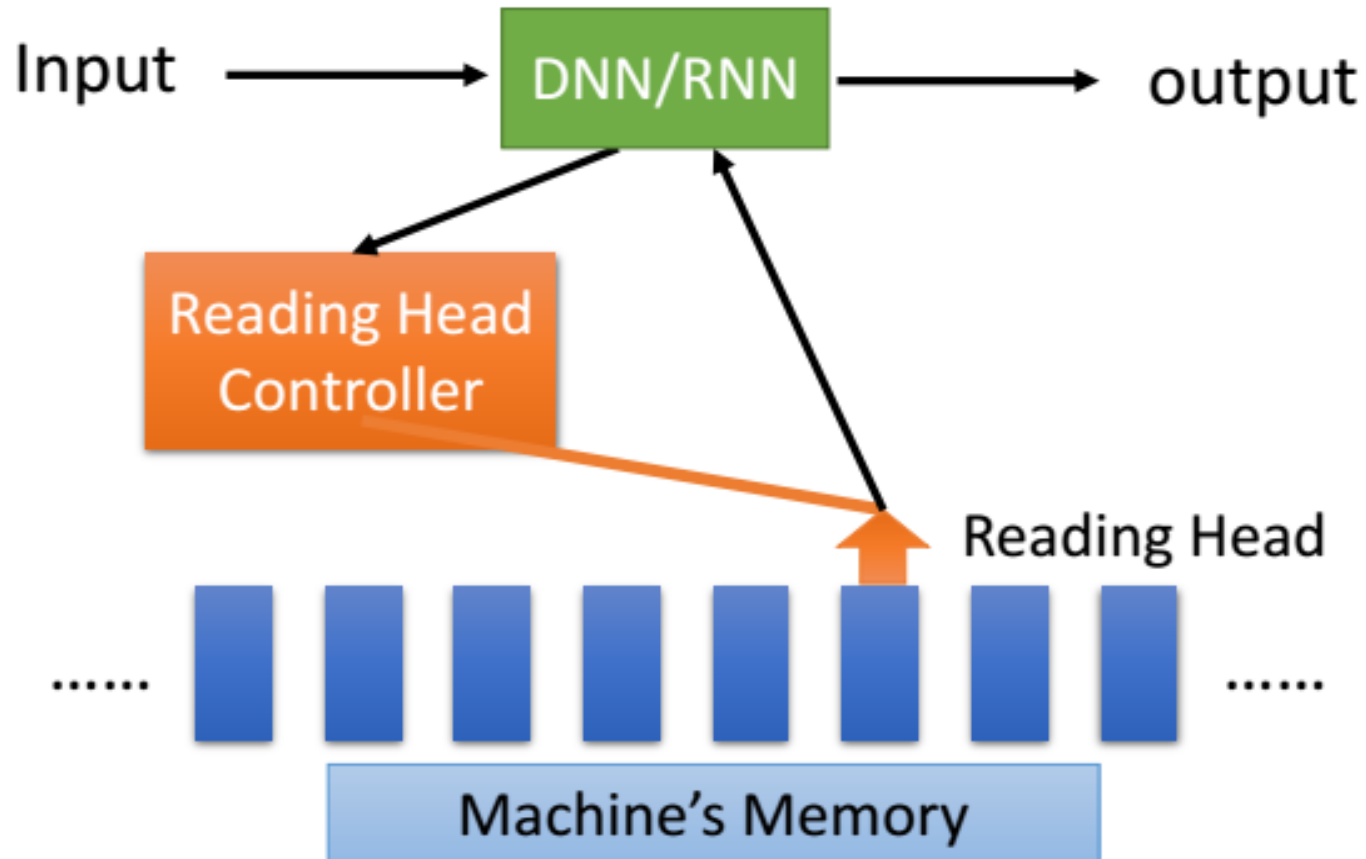 Input
DNN/RNN
output
Reading Head
Controller
Reading Head
......
......
Machine’s Memory